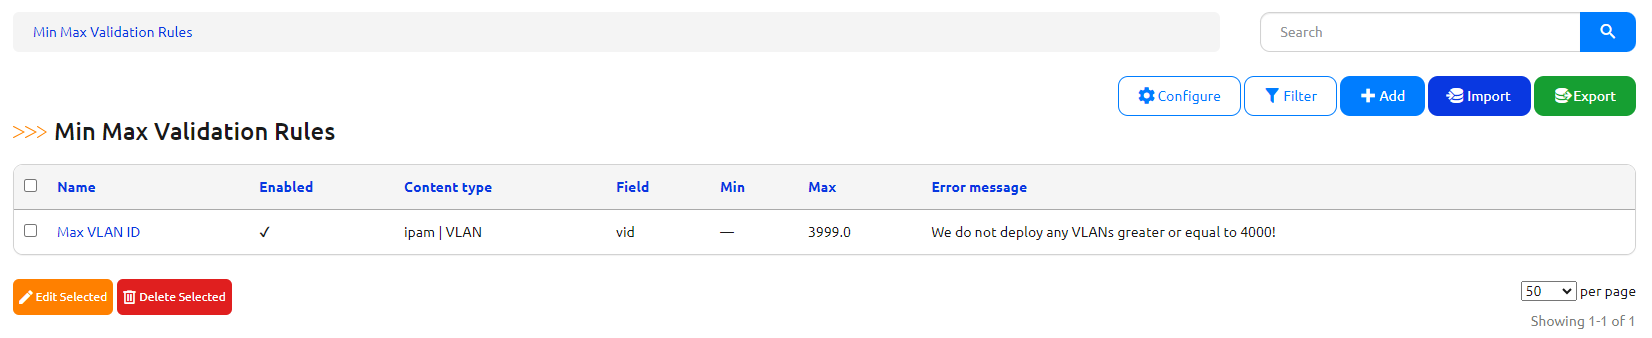 Min Max Validation Rules
Search
Configure Filter Add Import Export
>>> Min Max Validation Rules
Name Enabled Content type Field Min Max Error message
Max VLAN ID ✓ ipam | VLAN vid — 3999.0 We do not deploy any VLANs greater or equal to 4000!
Edit Selected Delete Selected
50 per page
Showing 1-1 of 1